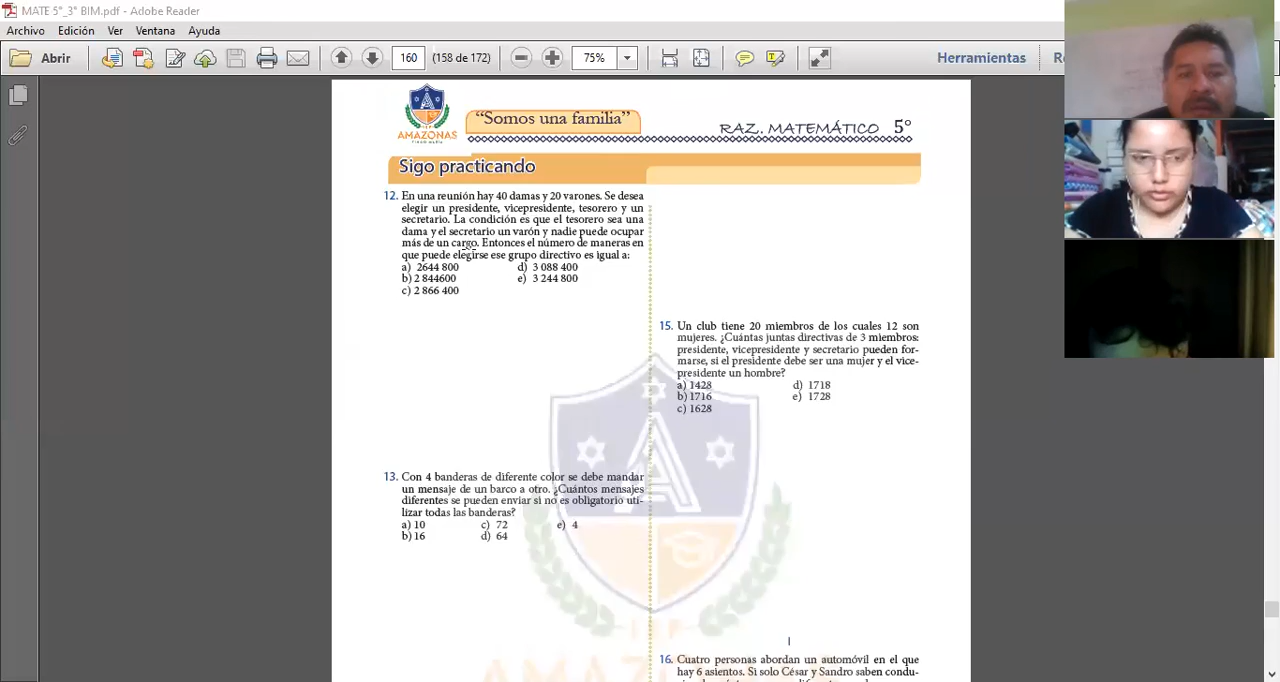 MATE 5°_3° BIM.pdf - Adobe Reader
Archivo Edición Ver Ventana Ayuda
Abrir
160 (158 de 172)
75%
Herramientas
"Somos una familia"
AMAZONAS
RAZ. MATEMÁTICO 5°
Sigo practicando
12. En una reunión hay 40 damas y 20 varones. Se desea
elegir un presidente, vicepresidente, tesorero y un
secretario. La condición es que el tesorero sea una
dama y el secretario un varón y nadie puede ocupar
más de un cargo. Entonces el número de maneras en
que puede elegirse ese grupo directivo es igual a:
a) 2644 800 d) 3 088 400
b) 2 844600 e) 3 244 800
c) 2 866 400
13. Con 4 banderas de diferente color se debe mandar
un mensaje de un barco a otro. ¿Cuántos mensajes
diferentes se pueden enviar si no es obligatorio uti-
lizar todas las banderas?
a) 10 c) 72 e) 4
b) 16 d) 64
15. Un club tiene 20 miembros de los cuales 12 son
mujeres. ¿Cuántas juntas directivas de 3 miembros:
presidente, vicepresidente y secretario pueden for-
marse, si el presidente debe ser una mujer y el vice-
presidente un hombre?
a) 1428 d) 1718
b) 1716 e) 1728
c) 1628
16. Cuatro personas abordan un automóvil en el que
hay 6 asientos. Si solo César y Sandro saben condu-